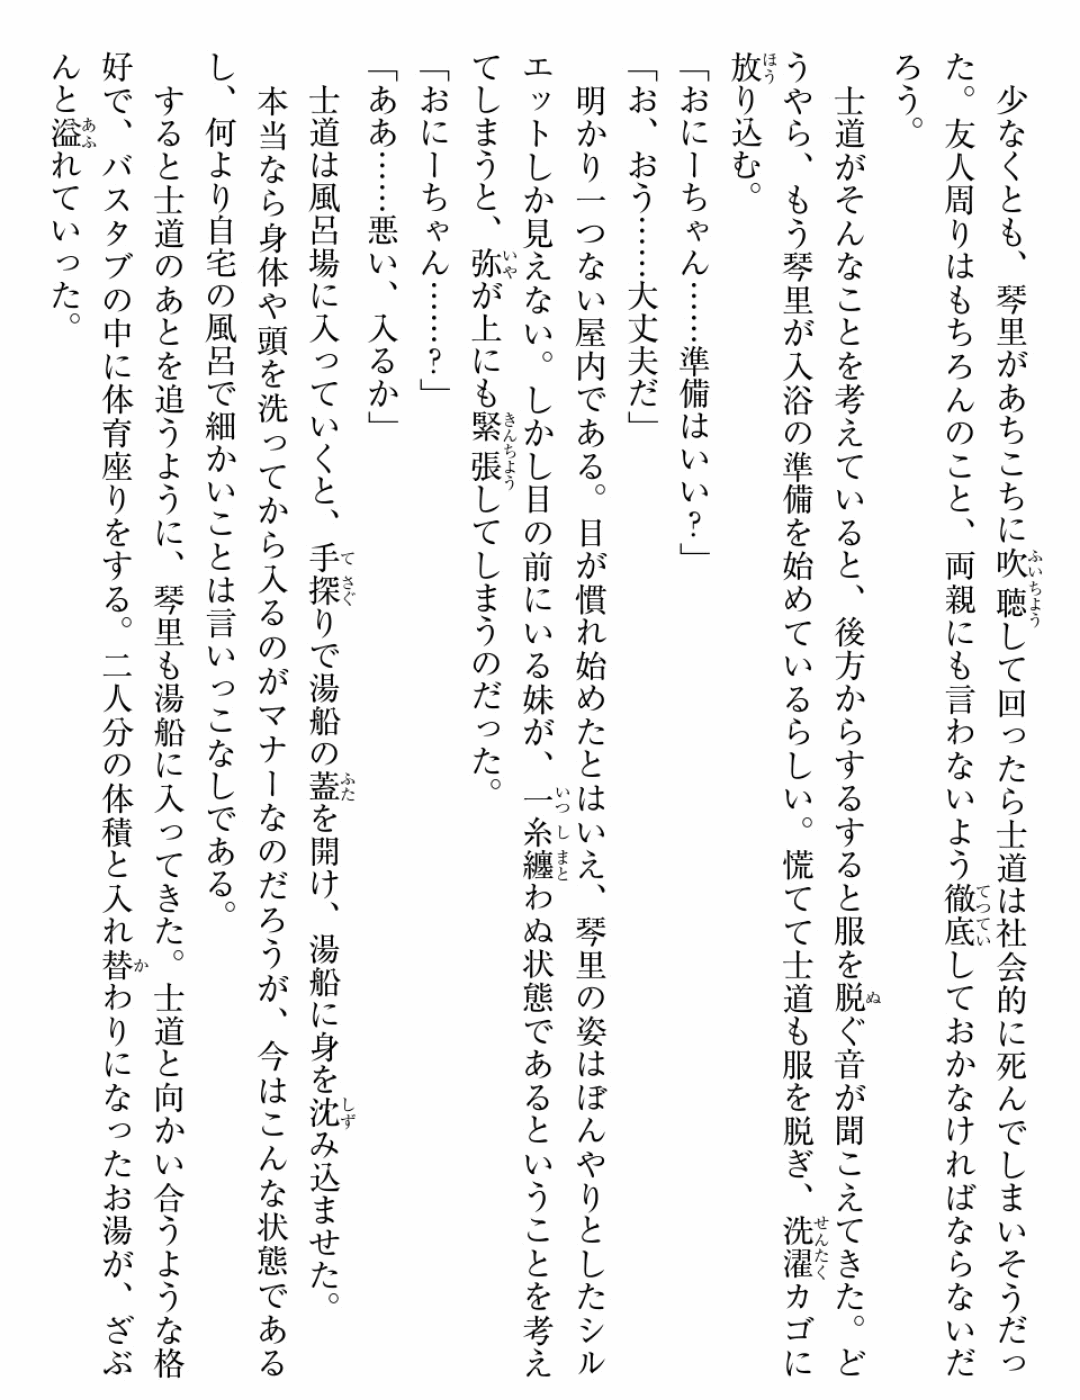 少なくとも、琴里があちこちに吹聴して回ったら士道は社会的に死んでしまいそうだっ
た。友人周りはもちろんのこと、両親にも言わないよう徹底しておかなければならないだ
ろう。
士道がそんなことを考えていると、後方からするすると服を脱ぐ音が聞こえてきた。ど
うやら、もう琴里が入浴の準備を始めているらしい。慌てて士道も服を脱ぎ、洗濯カゴに
放り込む。
「おにーちゃん……準備はいい?」
「お、おう……大丈夫だ」
明かり一つない屋内である。目が慣れ始めたとはいえ、琴里の姿はぼんやりとしたシル
エットしか見えない。しかし目の前にいる妹が、一糸纏わぬ状態であるということを考え
てしまうと、弥が上にも緊張してしまうのだった。
「おにーちゃん……?」
「ああ……悪い、入るか」
士道は風呂場に入っていくと、手探りで湯船の蓋を開け、湯船に身を沈み込ませた。
本当なら身体や頭を洗ってから入るのがマナーなのだろうが、今はこんな状態である
し、何より自宅の風呂で細かいことは言いっこなしである。
すると士道のあとを追うように、琴里も湯船に入ってきた。士道と向かい合うような格
好で、バスタブの中に体育座りをする。二人分の体積と入れ替わりになったお湯が、ざぶ
んと溢れていった。